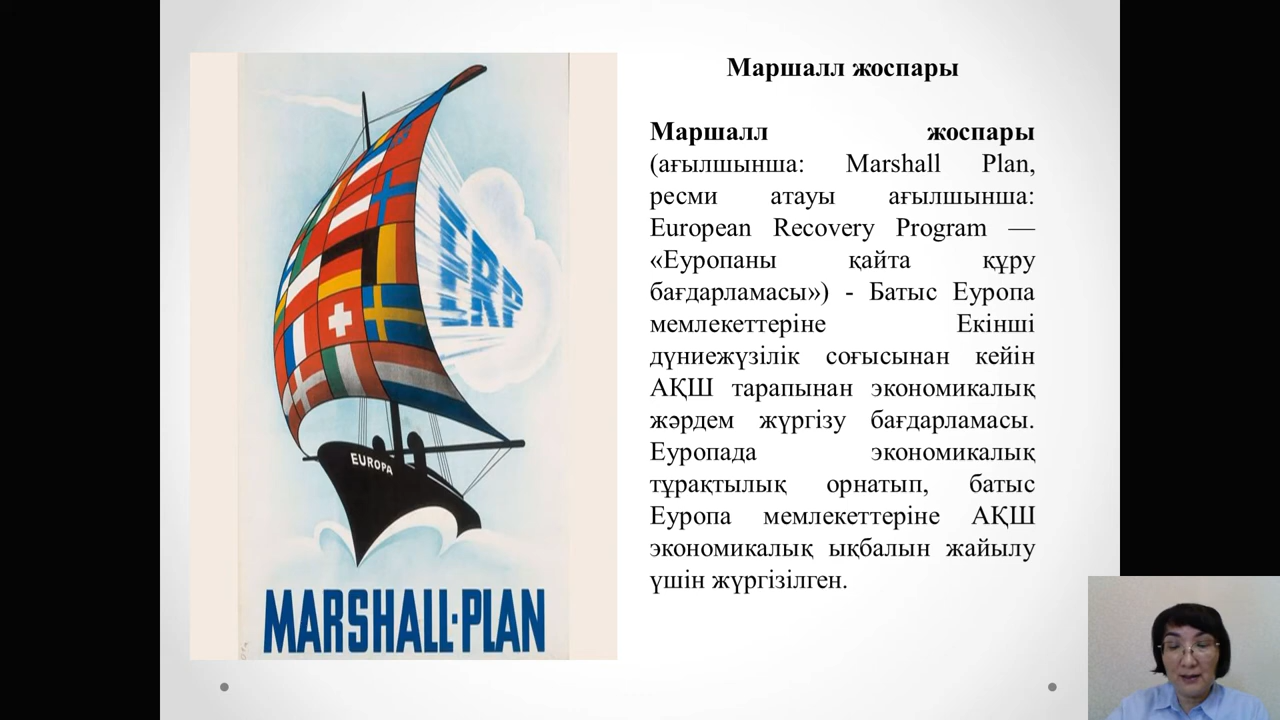 ERP
EUROPA
MARSHALL·PLAN
Маршалл жоспары
Маршалл жоспары
(ағылшынша: Marshall Plan,
ресми атауы ағылшынша:
European Recovery Program —
«Еуропаны қайта құру
бағдарламасы») - Батыс Еуропа
мемлекеттеріне Екінші
дүниежүзілік соғысынан кейін
АҚШ тарапынан экономикалық
жәрдем жүргізу бағдарламасы.
Еуропада экономикалық
тұрақтылық орнатып, батыс
Еуропа мемлекеттеріне АҚШ
экономикалық ықбалын жайылу
үшін жүргізілген.